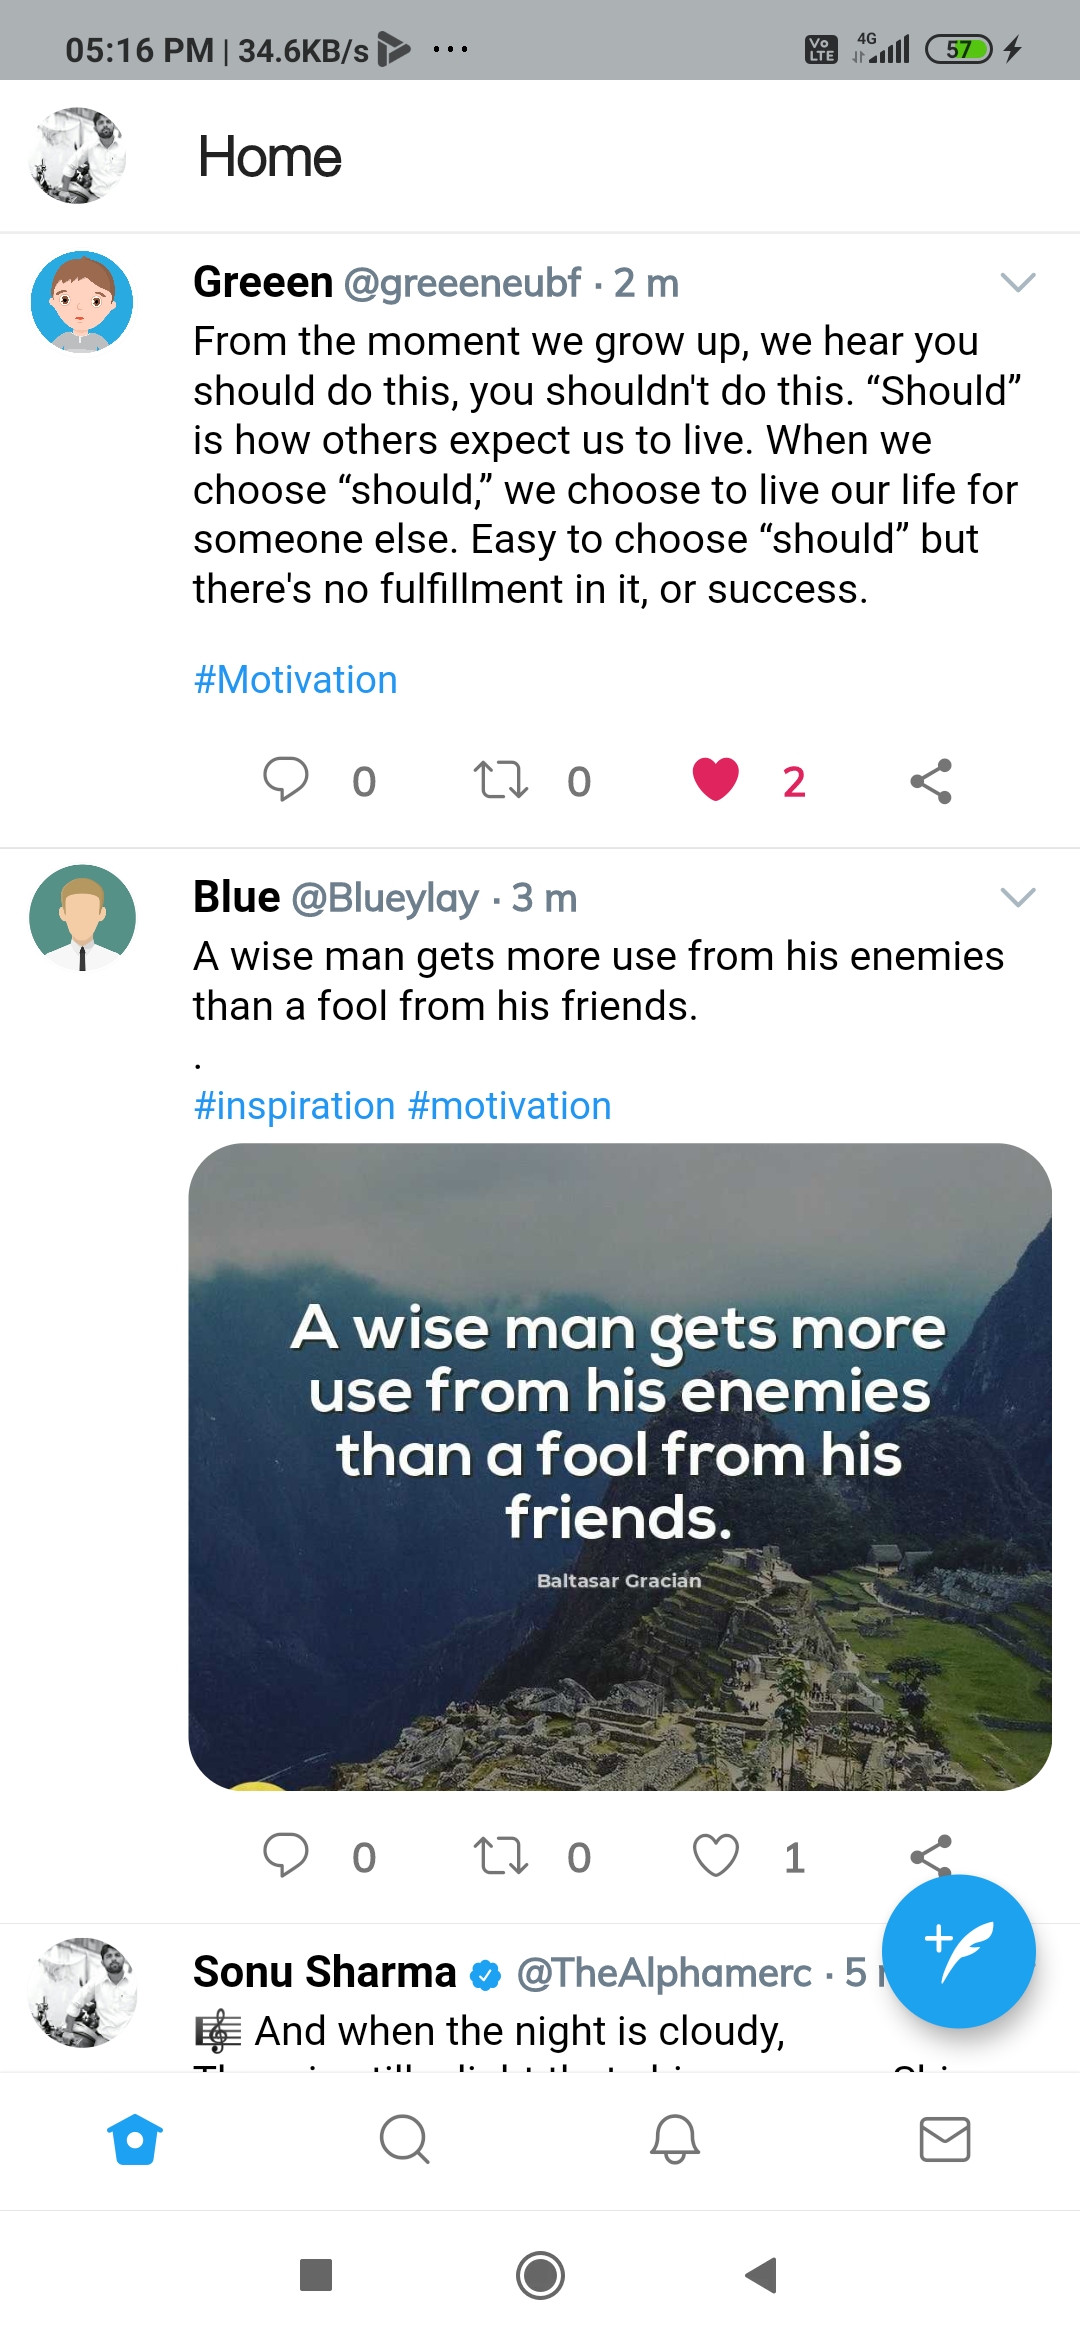 05:16 PM | 34.6KB/s ...
Vo LTE 4G 57
Home
Greeen @greeeneubf · 2 m
From the moment we grow up, we hear you
should do this, you shouldn't do this. “Should”
is how others expect us to live. When we
choose “should,” we choose to live our life for
someone else. Easy to choose “should” but
there's no fulfillment in it, or success.
#Motivation
0 0 2
Blue @Blueylay · 3 m
A wise man gets more use from his enemies
than a fool from his friends.
.
#inspiration #motivation
A wise man gets more
use from his enemies
than a fool from his
friends.
Baltasar Gracian
0 0 1
Sonu Sharma @TheAlphamerc · 5
🎼 And when the night is cloudy,